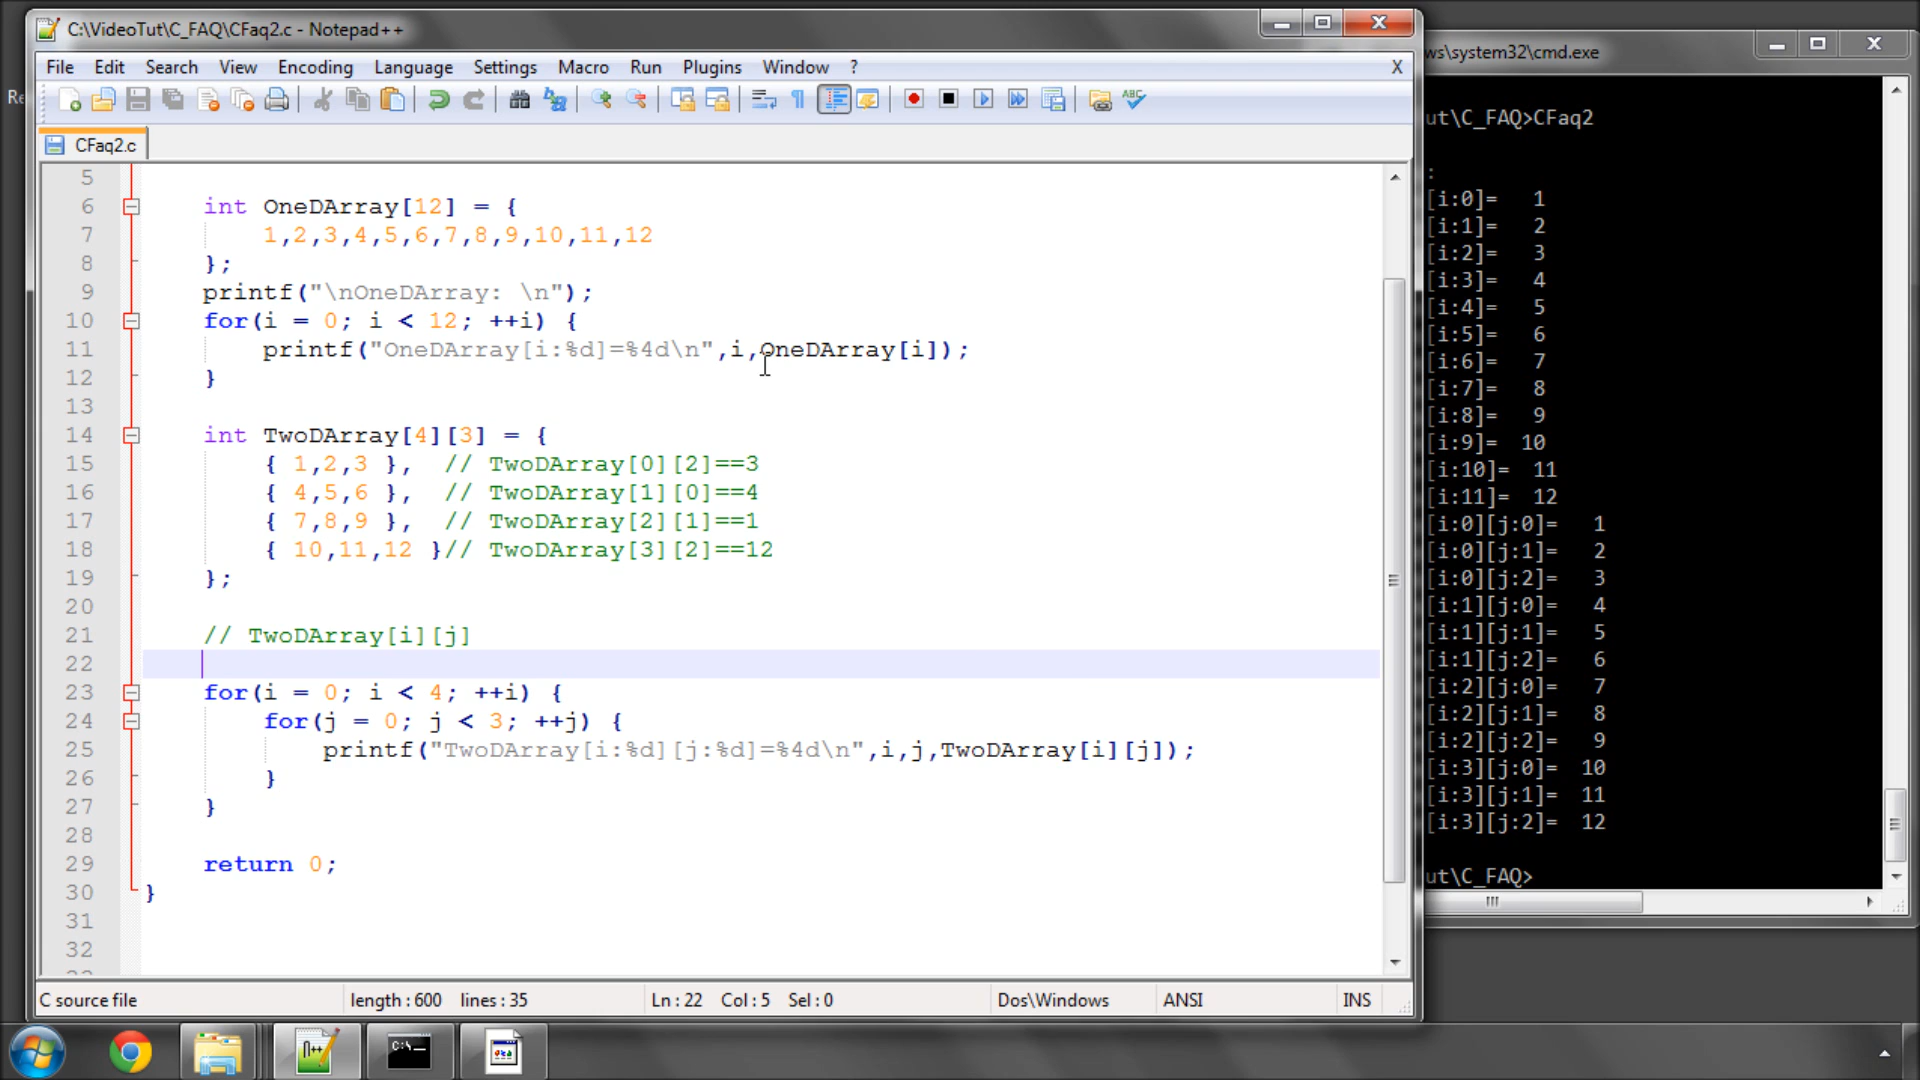 C:\VideoTut\C_FAQ\CFaq2.c - Notepad++
File Edit Search View Encoding Language Settings Macro Run Plugins Window ? X
CFaq2.c
5
6 int OneDArray[12] = {
7 1,2,3,4,5,6,7,8,9,10,11,12
8 };
9 printf("\nOneDArray: \n");
10 for(i = 0; i < 12; ++i) {
11 printf("OneDArray[i:%d]=%4d\n",i,OneDArray[i]);
12 }
13
14 int TwoDArray[4][3] = {
15 { 1,2,3 }, // TwoDArray[0][2]==3
16 { 4,5,6 }, // TwoDArray[1][0]==4
17 { 7,8,9 }, // TwoDArray[2][1]==1
18 { 10,11,12 }// TwoDArray[3][2]==12
19 };
20
21 // TwoDArray[i][j]
22
23 for(i = 0; i < 4; ++i) {
24 for(j = 0; j < 3; ++j) {
25 printf("TwoDArray[i:%d][j:%d]=%4d\n",i,j,TwoDArray[i][j]);
26 }
27 }
28
29 return 0;
30 }
31
32
C source file length : 600 lines : 35 Ln : 22 Col : 5 Sel : 0 Dos\Windows ANSI INS
ws\system32\cmd.exe
ut\C_FAQ>CFaq2
:
[i:0]= 1
[i:1]= 2
[i:2]= 3
[i:3]= 4
[i:4]= 5
[i:5]= 6
[i:6]= 7
[i:7]= 8
[i:8]= 9
[i:9]= 10
[i:10]= 11
[i:11]= 12
[i:0][j:0]= 1
[i:0][j:1]= 2
[i:0][j:2]= 3
[i:1][j:0]= 4
[i:1][j:1]= 5
[i:1][j:2]= 6
[i:2][j:0]= 7
[i:2][j:1]= 8
[i:2][j:2]= 9
[i:3][j:0]= 10
[i:3][j:1]= 11
[i:3][j:2]= 12
ut\C_FAQ>